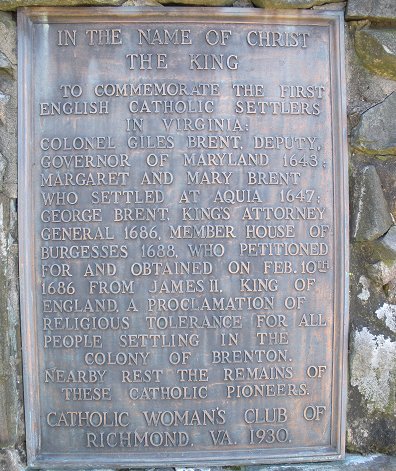 IN THE NAME OF CHRIST
THE KING
TO COMMEMORATE THE FIRST
ENGLISH CATHOLIC SETTLERS
IN VIRGINIA:
COLONEL GILES BRENT, DEPUTY,
GOVERNOR OF MARYLAND 1643;
MARGARET AND MARY BRENT
WHO SETTLED AT AQUIA 1647;
GEORGE BRENT, KING'S ATTORNEY
GENERAL 1686, MEMBER HOUSE OF
BURGESSES 1688, WHO PETITIONED
FOR AND OBTAINED ON FEB. 10TH
1686 FROM JAMES II, KING OF
ENGLAND, A PROCLAMATION OF
RELIGIOUS TOLERANCE FOR ALL
PEOPLE SETTLING IN THE
COLONY OF BRENTON.
NEARBY REST THE REMAINS OF
THESE CATHOLIC PIONEERS.
CATHOLIC WOMAN'S CLUB OF
RICHMOND, VA. 1930.